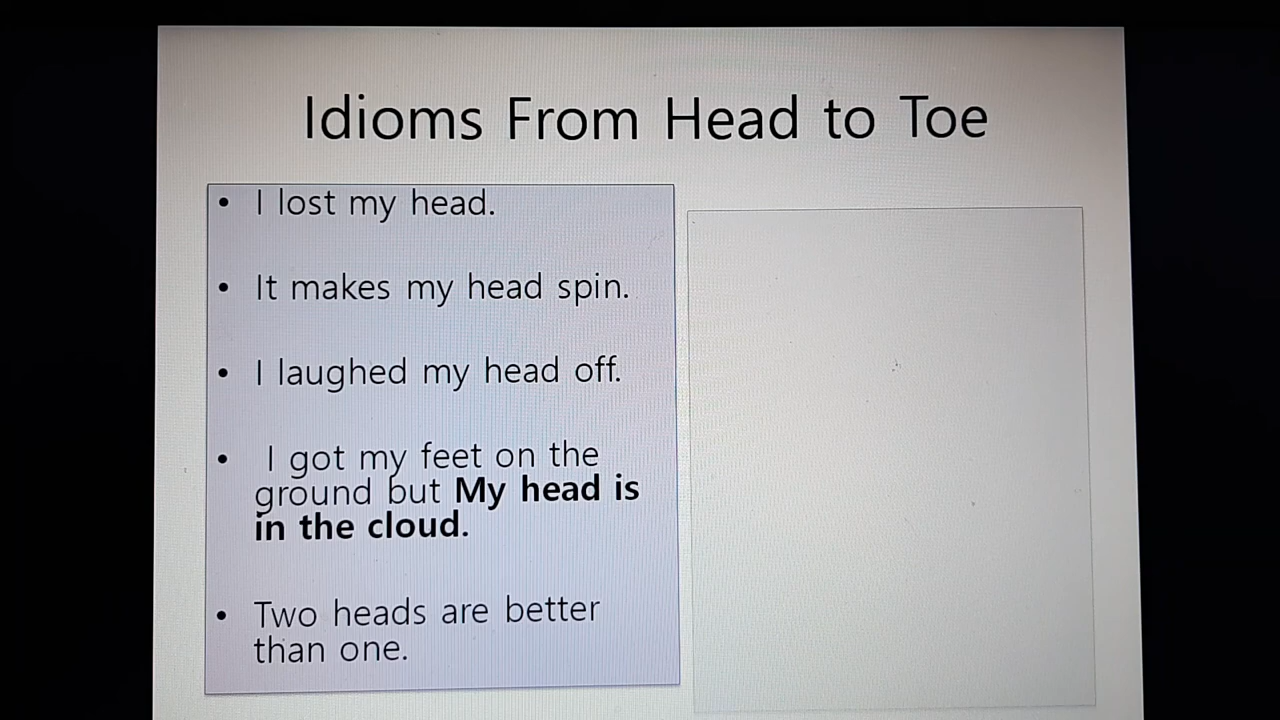 Idioms From Head to Toe
• I lost my head.
• It makes my head spin.
• I laughed my head off.
• I got my feet on the
ground but My head is
in the cloud.
• Two heads are better
than one.